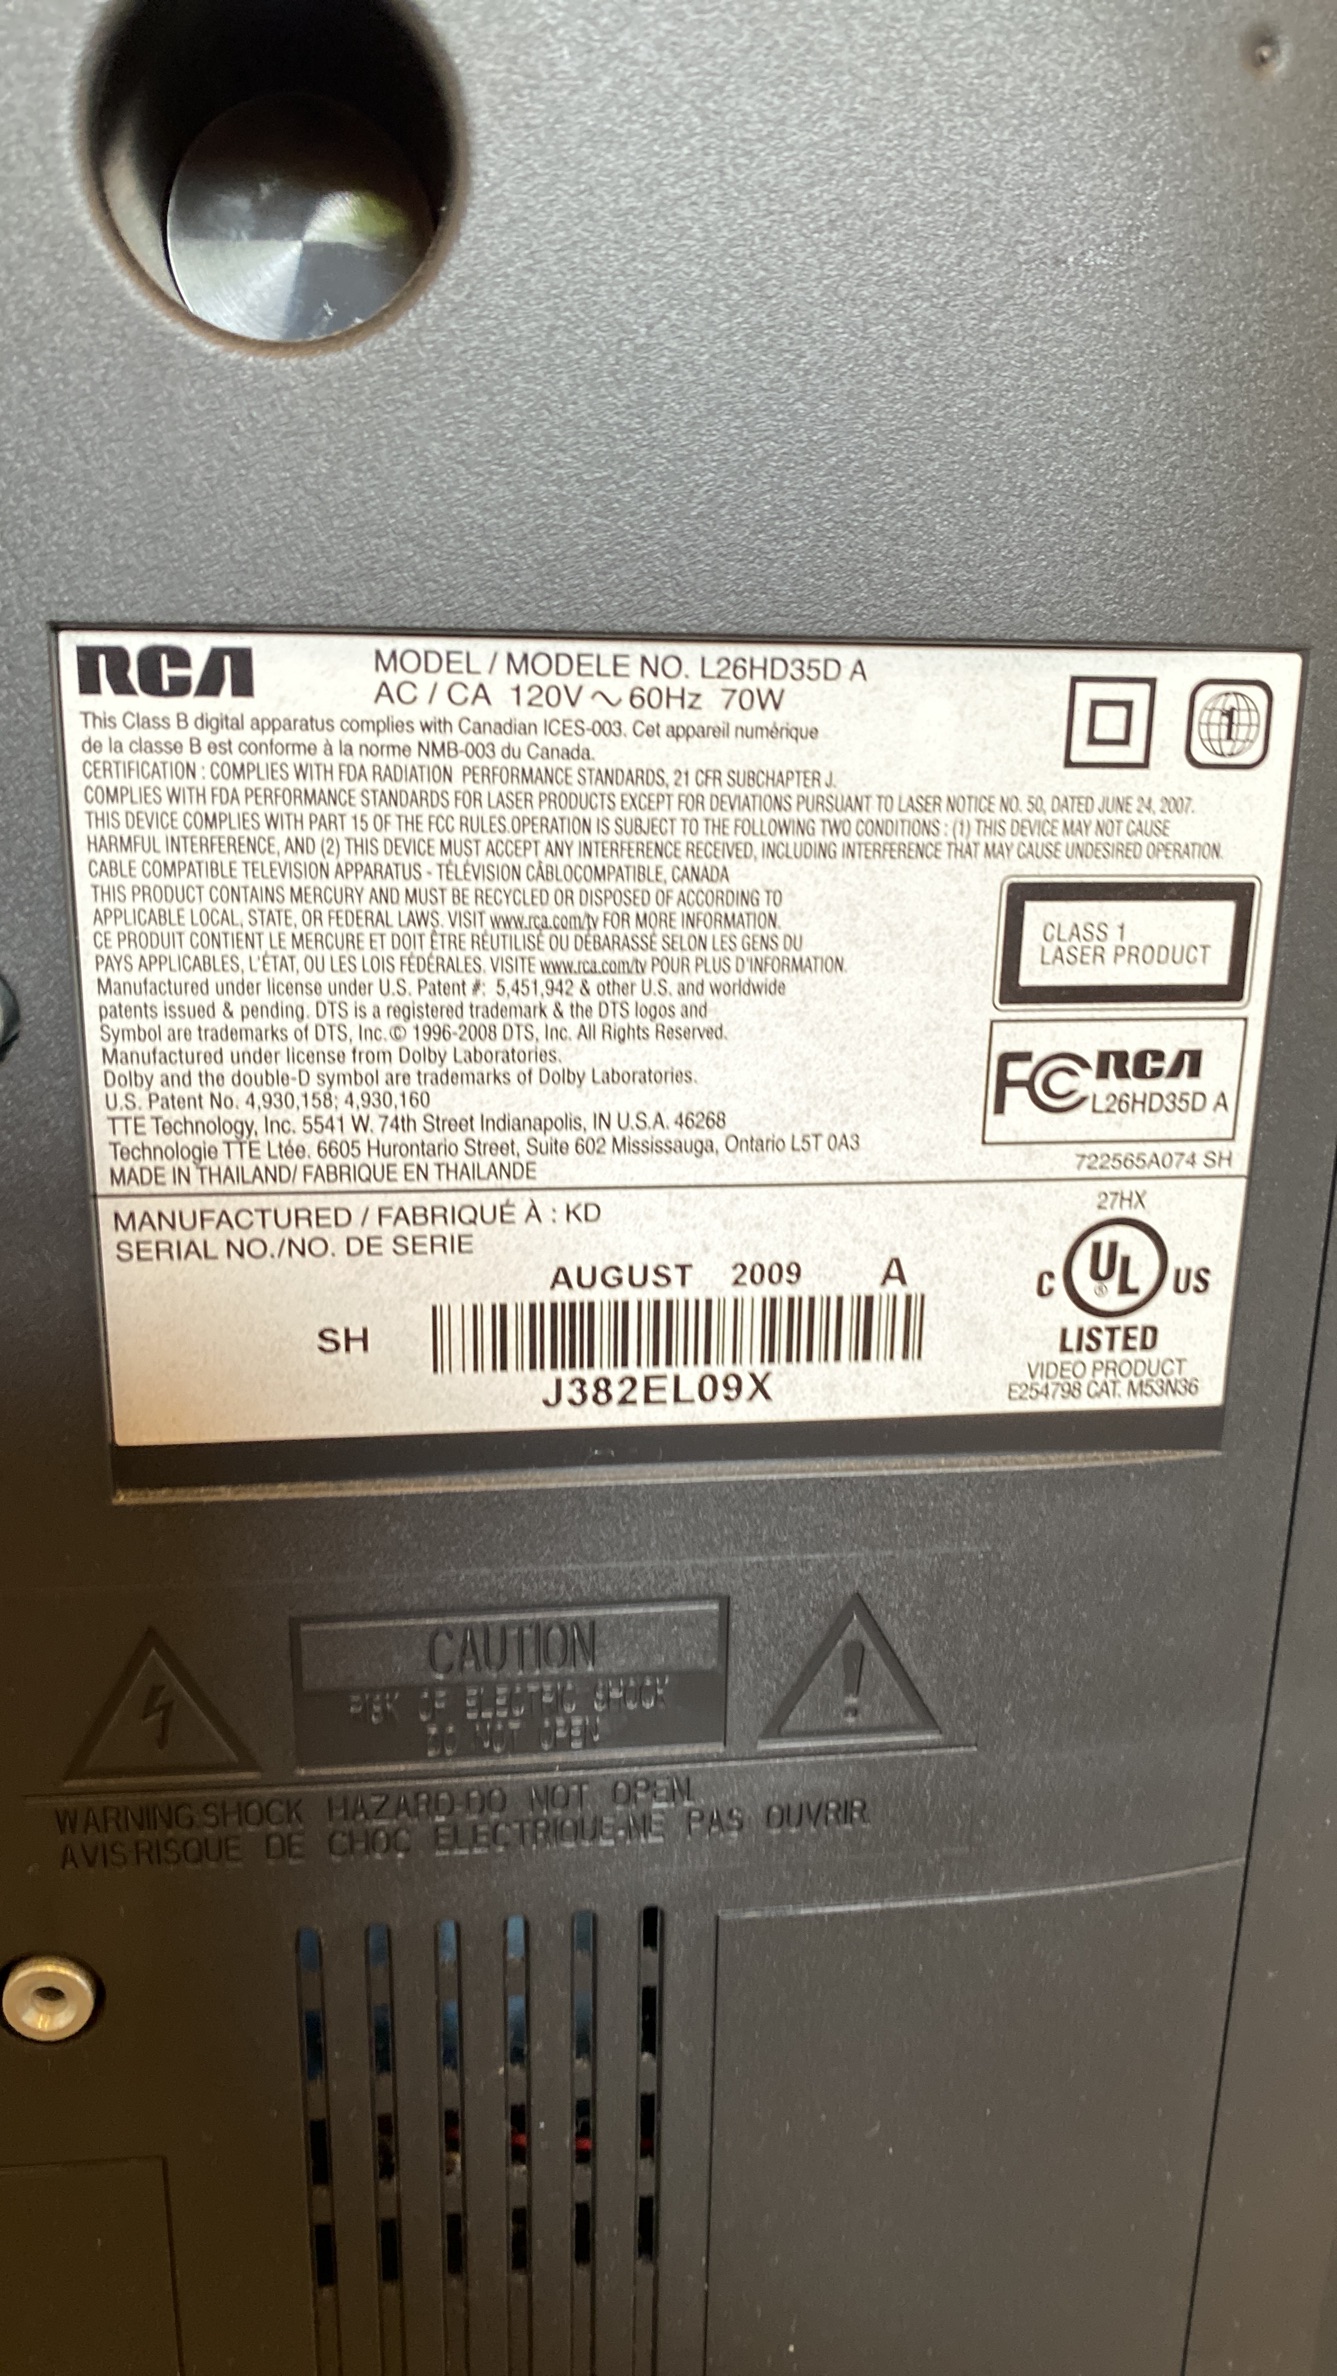 RCA
MODEL / MODELE NO. L26HD35D A
AC / CA 120V ~ 60Hz 70W
This Class B digital apparatus complies with Canadian ICES-003. Cet appareil numérique
de la classe B est conforme à la norme NMB-003 du Canada.
CERTIFICATION : COMPLIES WITH FDA RADIATION PERFORMANCE STANDARDS, 21 CFR SUBCHAPTER J.
COMPLIES WITH FDA PERFORMANCE STANDARDS FOR LASER PRODUCTS EXCEPT FOR DEVIATIONS PURSUANT TO LASER NOTICE NO. 50, DATED JUNE 24, 2007.
THIS DEVICE COMPLIES WITH PART 15 OF THE FCC RULES.OPERATION IS SUBJECT TO THE FOLLOWING TWO CONDITIONS : (1) THIS DEVICE MAY NOT CAUSE
HARMFUL INTERFERENCE, AND (2) THIS DEVICE MUST ACCEPT ANY INTERFERENCE RECEIVED, INCLUDING INTERFERENCE THAT MAY CAUSE UNDESIRED OPERATION.
CABLE COMPATIBLE TELEVISION APPARATUS - TÉLÉVISION CÂBLOCOMPATIBLE, CANADA
THIS PRODUCT CONTAINS MERCURY AND MUST BE RECYCLED OR DISPOSED OF ACCORDING TO
APPLICABLE LOCAL, STATE, OR FEDERAL LAWS. VISIT www.rca.com/tv FOR MORE INFORMATION.
CE PRODUIT CONTIENT LE MERCURE ET DOIT ÊTRE RÉUTILISÉ OU DÉBARASSÉ SELON LES GENS DU
PAYS APPLICABLES, L'ÉTAT, OU LES LOIS FÉDÉRALES. VISITE www.rca.com/tv POUR PLUS D'INFORMATION.
Manufactured under license under U.S. Patent #: 5,451,942 & other U.S. and worldwide
patents issued & pending. DTS is a registered trademark & the DTS logos and
Symbol are trademarks of DTS, Inc.© 1996-2008 DTS, Inc. All Rights Reserved.
Manufactured under license from Dolby Laboratories.
Dolby and the double-D symbol are trademarks of Dolby Laboratories.
U.S. Patent No. 4,930,158; 4,930,160
TTE Technology, Inc. 5541 W. 74th Street Indianapolis, IN U.S.A. 46268
Technologie TTE Ltée. 6605 Hurontario Street, Suite 602 Mississauga, Ontario L5T 0A3
MADE IN THAILAND/ FABRIQUE EN THAILANDE
1
CLASS 1
LASER PRODUCT
FC RCA
L26HD35D A
722565A074 SH
MANUFACTURED / FABRIQUÉ À : KD
SERIAL NO./NO. DE SERIE
AUGUST 2009 A
SH
J382EL09X
27HX
C UL ® US
LISTED
VIDEO PRODUCT
E254798 CAT. M53N36
CAUTION
RISK OF ELECTRIC SHOCK
DO NOT OPEN
WARNING:SHOCK HAZARD-DO NOT OPEN.
AVIS:RISQUE DE CHOC ELECTRIQUE-NE PAS OUVRIR.